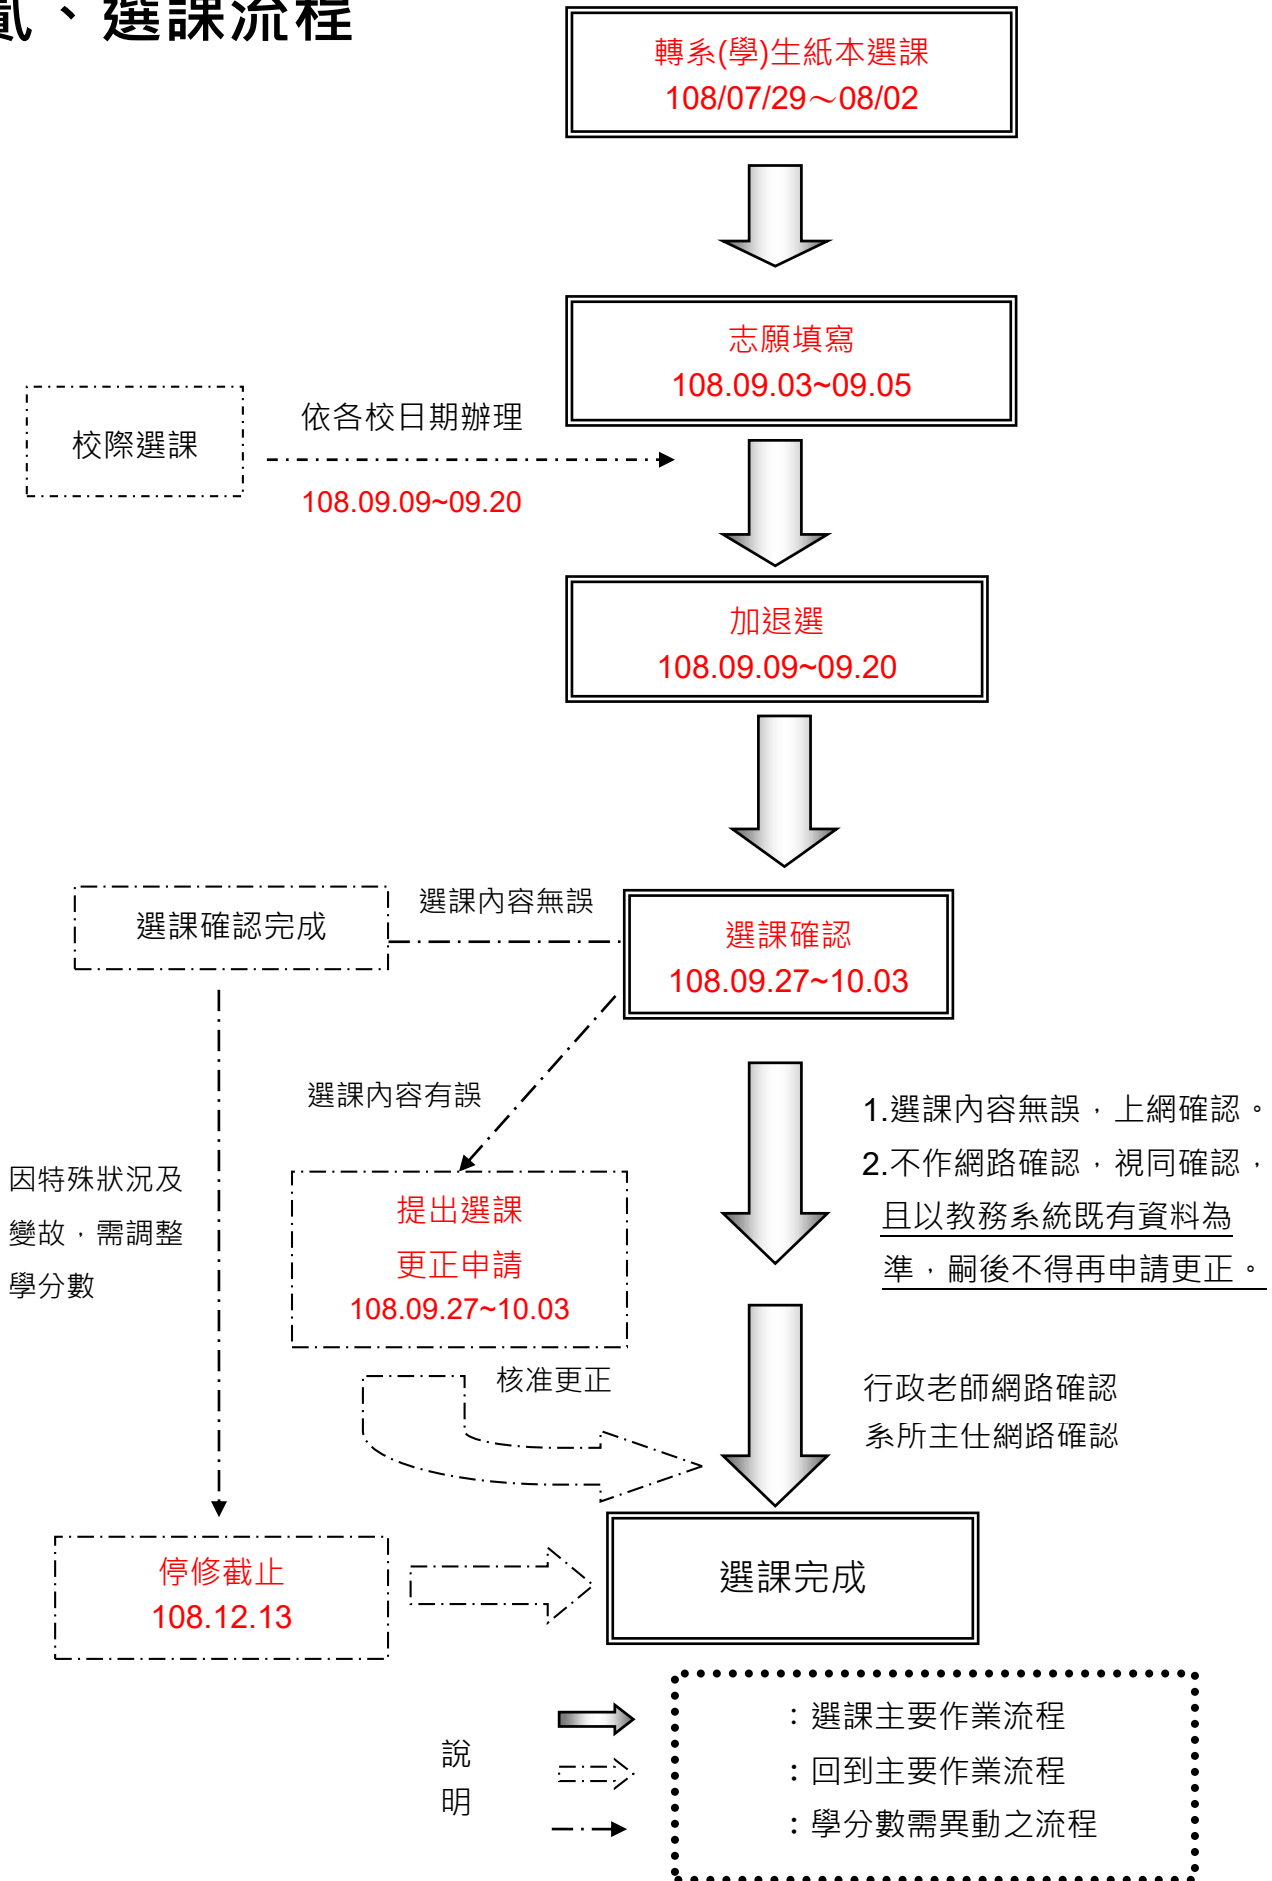 貳、選課流程
轉系(學)生紙本選課
108/07/29～08/02
志願填寫
108.09.03~09.05
校際選課
依各校日期辦理
108.09.09~09.20
加退選
108.09.09~09.20
選課確認完成
選課內容無誤
選課確認
108.09.27~10.03
選課內容有誤
1.選課內容無誤，上網確認。
2.不作網路確認，視同確認，
且以教務系統既有資料為
準，嗣後不得再申請更正。
因特殊狀況及
變故，需調整
學分數
提出選課
更正申請
108.09.27~10.03
核准更正
行政老師網路確認
系所主任網路確認
停修截止
108.12.13
選課完成
說
明
：選課主要作業流程
：回到主要作業流程
：學分數需異動之流程